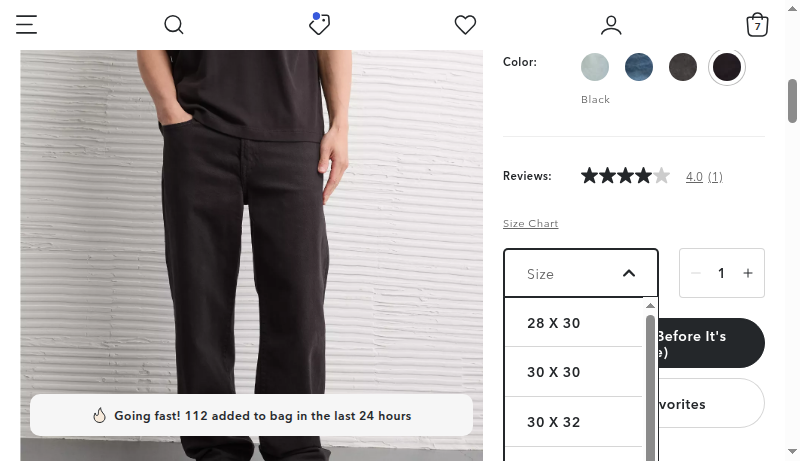 7
Color:
Black
Reviews:
4.0 (1)
Size Chart
Size
1
28 X 30
Before It's
e)
30 X 30
vorites
30 X 32
Going fast! 112 added to bag in the last 24 hours